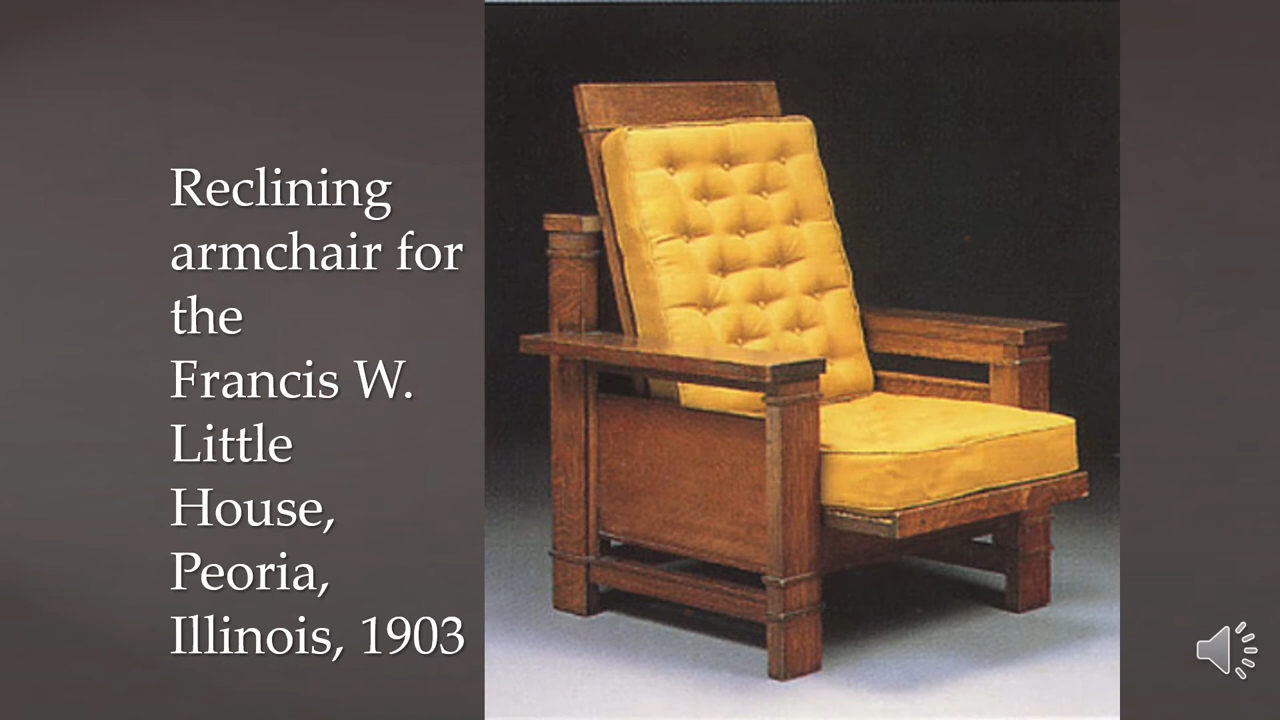 Reclining
armchair for
the
Francis W.
Little
House,
Peoria,
Illinois, 1903